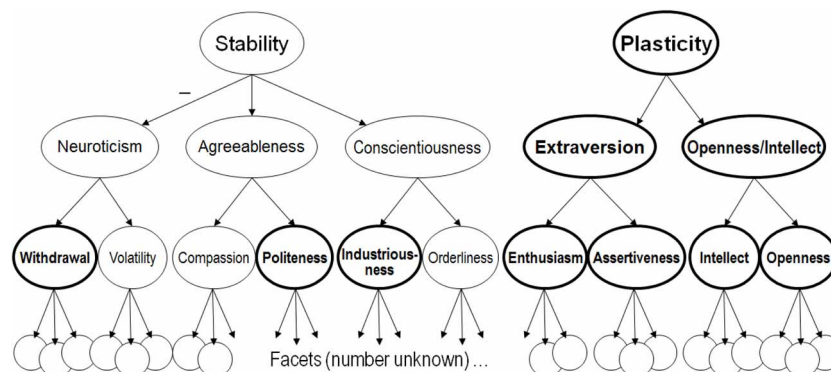 Stability
Plasticity
–
Neuroticism
Agreeableness
Conscientiousness
Extraversion
Openness/Intellect
Withdrawal
Volatility
Compassion
Politeness
Industrious-
ness
Orderliness
Enthusiasm
Assertiveness
Intellect
Openness
Facets (number unknown) ...